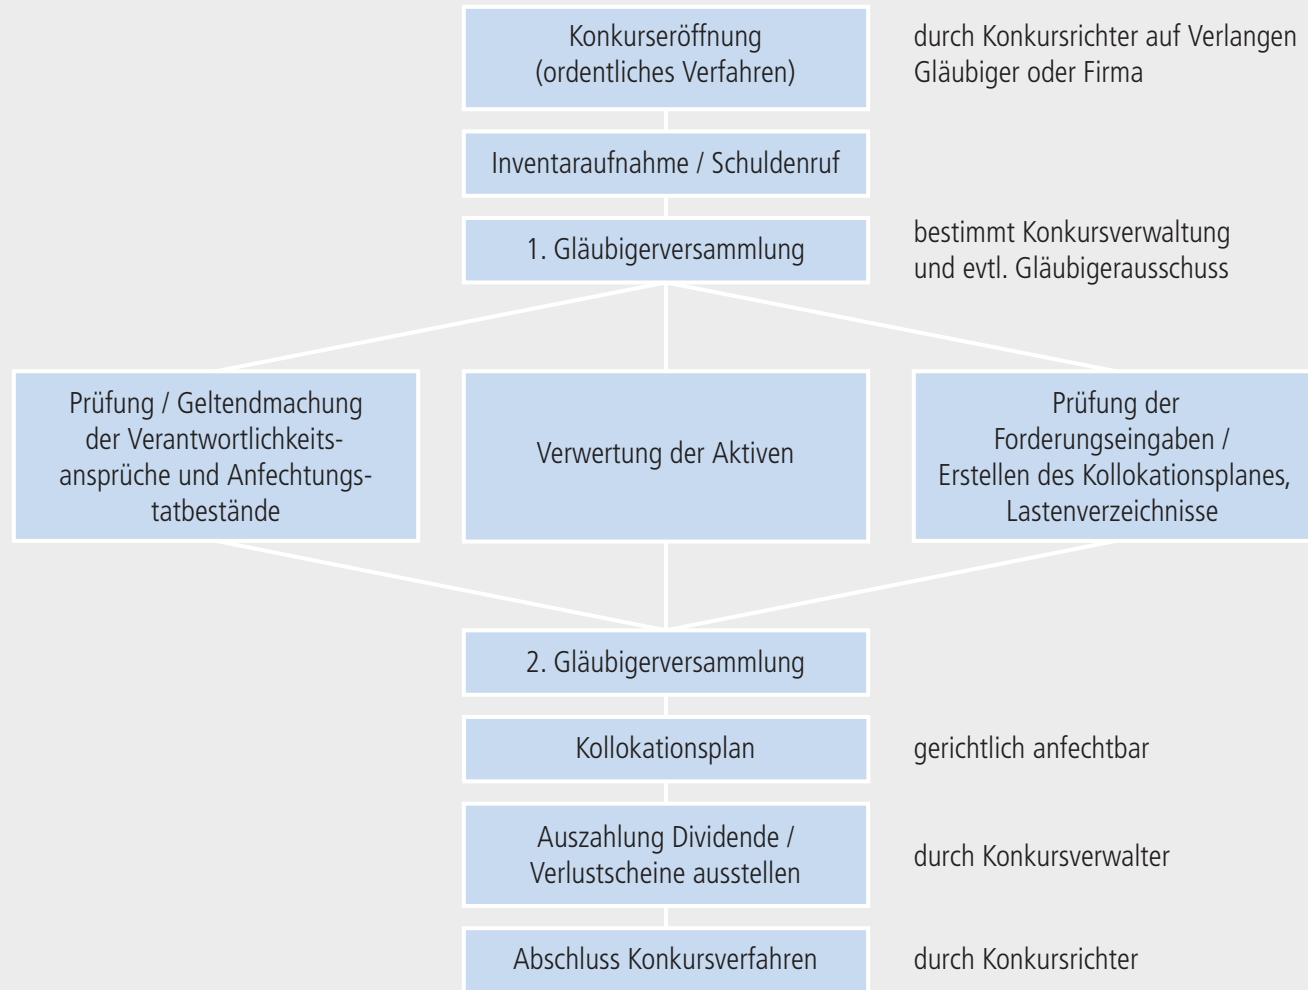 Konkurseröffnung
(ordentliches Verfahren)
durch Konkursrichter auf Verlangen
Gläubiger oder Firma
Inventaraufnahme / Schuldenruf
1. Gläubigerversammlung
bestimmt Konkursverwaltung
und evtl. Gläubigerausschuss
Prüfung / Geltendmachung
der Verantwortlichkeits-
ansprüche und Anfechtungs-
tatbestände
Verwertung der Aktiven
Prüfung der
Forderungseingaben /
Erstellen des Kollokationsplanes,
Lastenverzeichnisse
2. Gläubigerversammlung
Kollokationsplan
gerichtlich anfechtbar
Auszahlung Dividende /
Verlustscheine ausstellen
durch Konkursverwalter
Abschluss Konkursverfahren
durch Konkursrichter